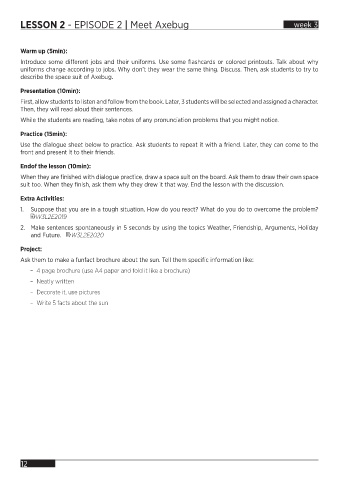 LESSON 2 - EPISODE 2 | Meet Axebug
week 3
Warm up (5min):
Introduce some different jobs and their uniforms. Use some flashcards or colored printouts. Talk about why
uniforms change according to jobs. Why don't they wear the same thing. Discuss. Then, ask students to try to
describe the space suit of Axebug.
Presentation (10min):
First, allow students to listen and follow from the book. Later, 3 students will be selected and assigned a character.
Then, they will read aloud their sentences.
While the students are reading, take notes of any pronunciation problems that you might notice.
Practice (15min):
Use the dialogue sheet below to practice. Ask students to repeat it with a friend. Later, they can come to the
front and present it to their friends.
Endof the lesson (10min):
When they are finished with dialogue practice, draw a space suit on the board. Ask them to draw their own space
suit too. When they finish, ask them why they drew it that way. End the lesson with the discussion.
Extra Activities:
1. Suppose that you are in a tough situation. How do you react? What do you do to overcome the problem?
W3L2E2019
2. Make sentences spontaneously in 5 seconds by using the topics Weather, Friendship, Arguments, Holiday
and Future. W3L2E2020
Project:
Ask them to make a funfact brochure about the sun. Tell them specific information like:
- 4 page brochure (use A4 paper and fold it like a brochure)
- Neatly written
- Decorate it, use pictures
- Write 5 facts about the sun
12